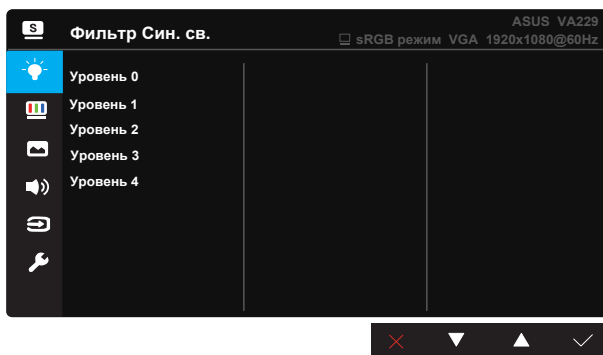 S
Фильтр Син. св.
ASUS VA229
sRGB режим VGA 1920x1080@60Hz
Уровень 0
Уровень 1
Уровень 2
Уровень 3
Уровень 4